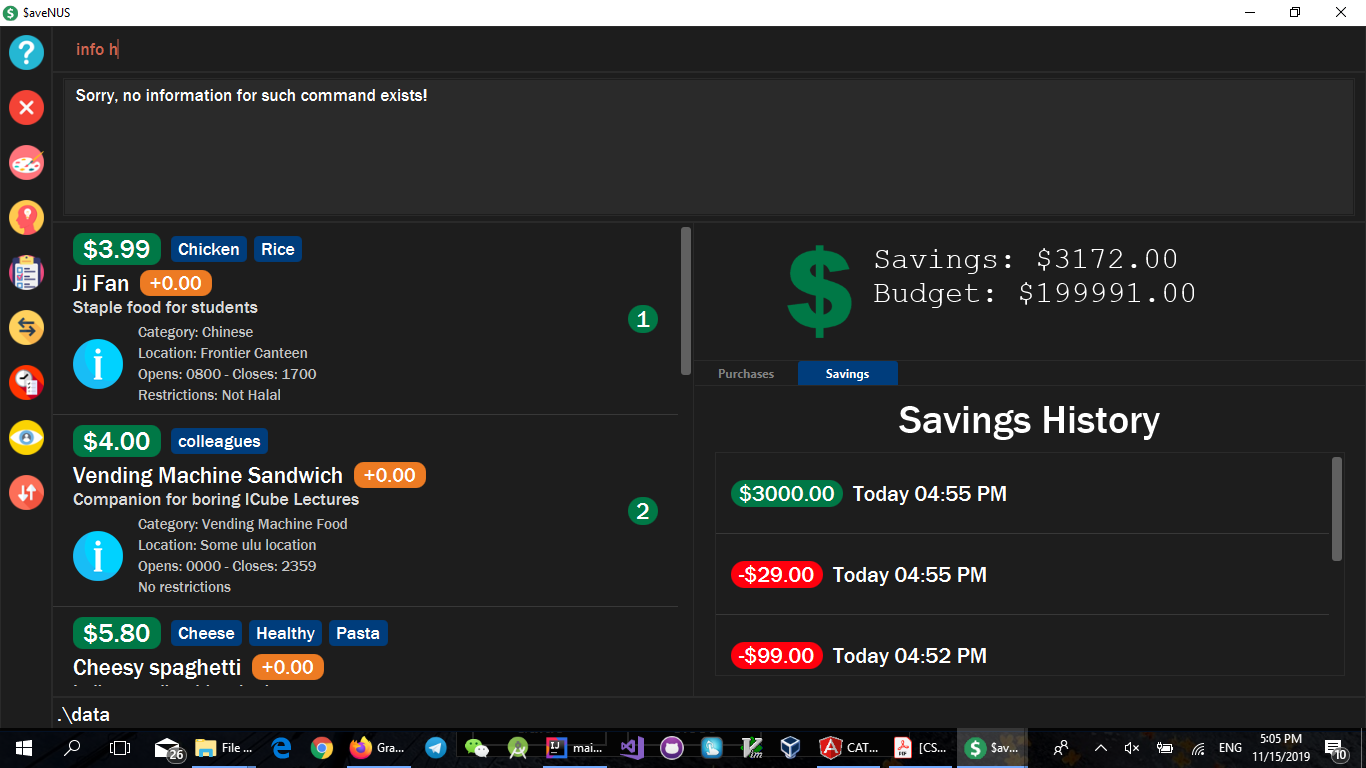 $aveNUS
info h
Sorry, no information for such command exists!
$3.99 Chicken Rice
Ji Fan +0.00
Staple food for students
Category: Chinese
Location: Frontier Canteen
Opens: 0800 - Closes: 1700
Restrictions: Not Halal
1
$4.00 colleagues
Vending Machine Sandwich +0.00
Companion for boring ICube Lectures
Category: Vending Machine Food
Location: Some ulu location
Opens: 0000 - Closes: 2359
No restrictions
2
$5.80 Cheese Healthy Pasta
Cheesy spaghetti +0.00
Savings: $3172.00
Budget: $199991.00
Purchases Savings
Savings History
$3000.00 Today 04:55 PM
-$29.00 Today 04:55 PM
-$99.00 Today 04:52 PM
.\data
26 File ... Gra... mai... CAT... [CS... $av... ENG
5:05 PM
11/15/2019
10